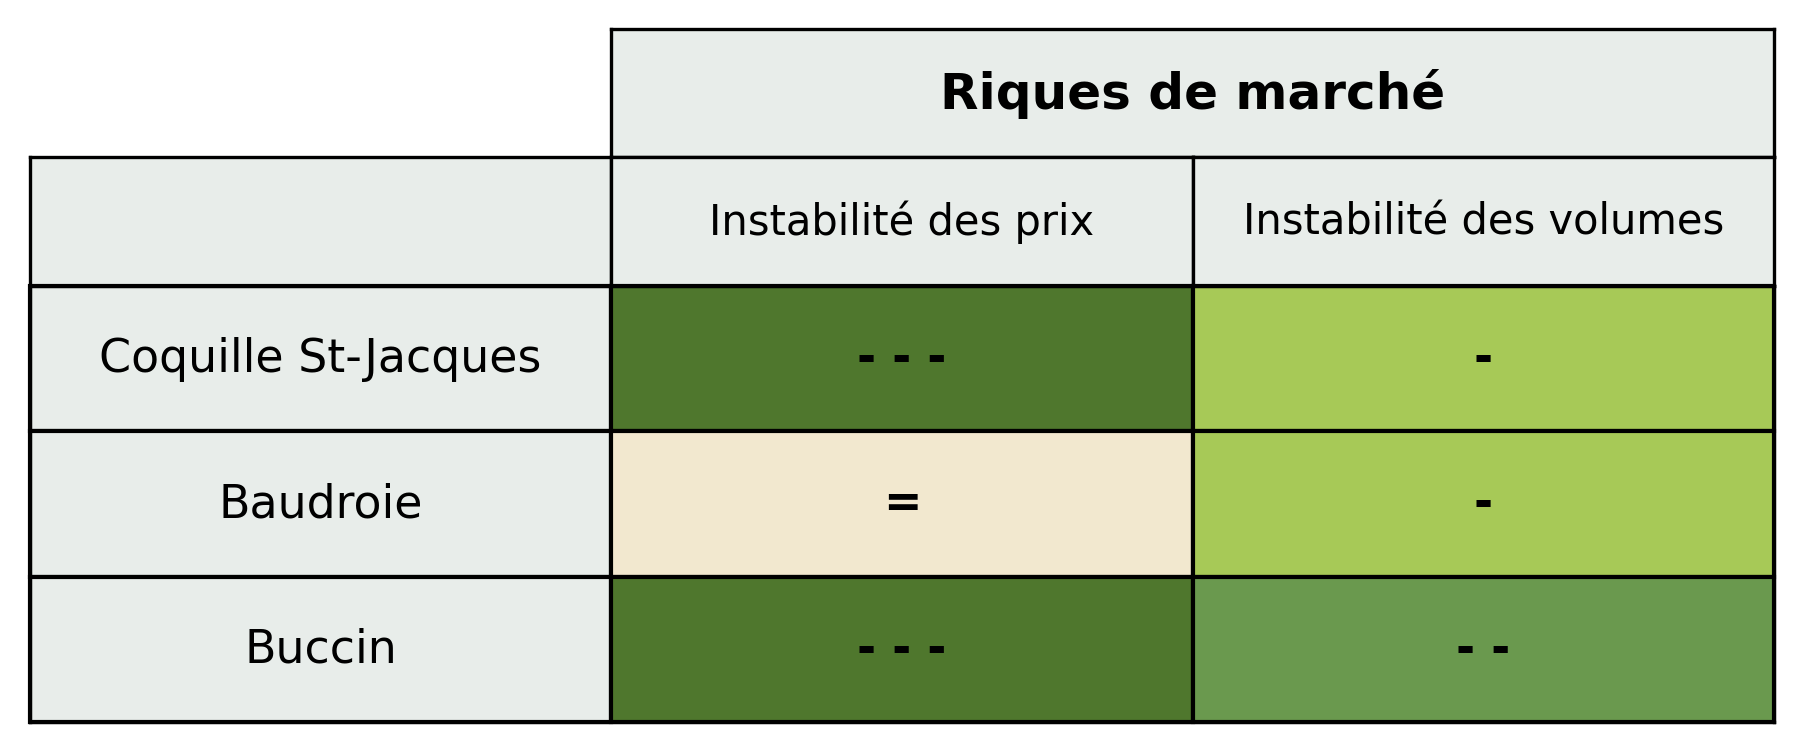 Riques de marché
Instabilité des prix
Instabilité des volumes
Coquille St-Jacques
- - -
-
Baudroie
=
-
Buccin
- - -
- -